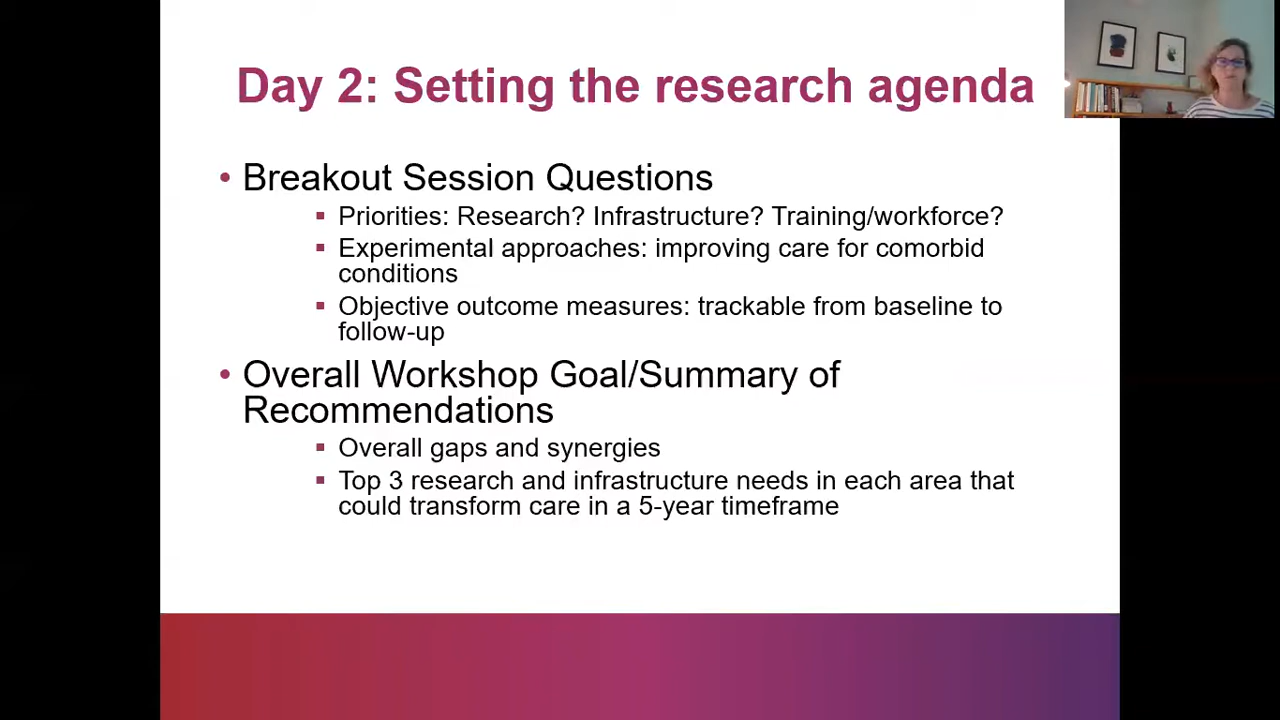 Day 2: Setting the research agenda
• Breakout Session Questions
▪ Priorities: Research? Infrastructure? Training/workforce?
▪ Experimental approaches: improving care for comorbid
conditions
▪ Objective outcome measures: trackable from baseline to
follow-up
• Overall Workshop Goal/Summary of
Recommendations
▪ Overall gaps and synergies
▪ Top 3 research and infrastructure needs in each area that
could transform care in a 5-year timeframe